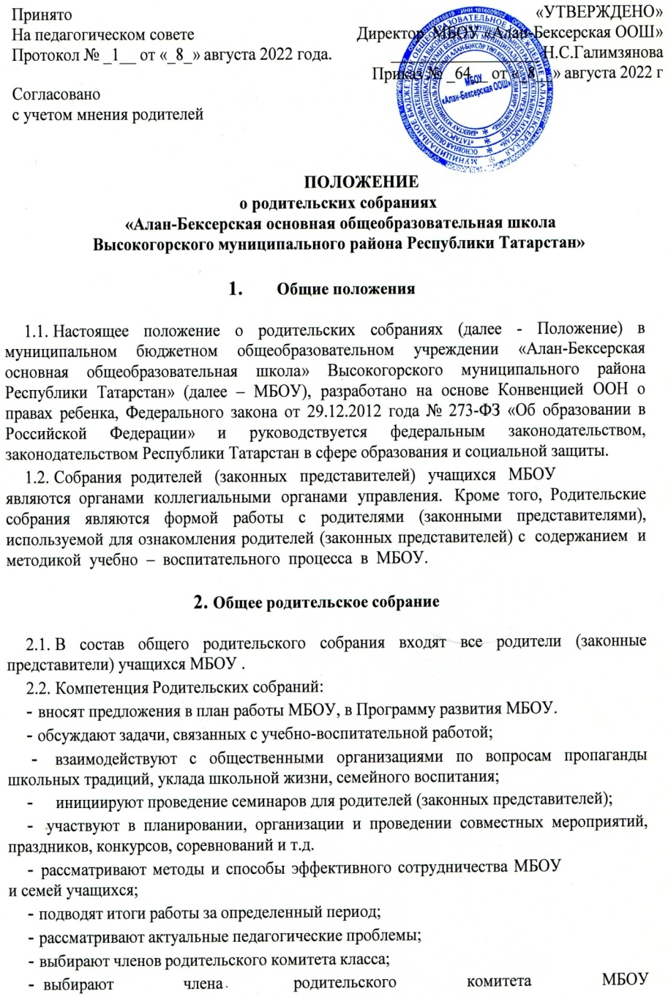 Принято
На педагогическом совете
Протокол № _1__ от «_8_» августа 2022 года.
Согласовано
с учетом мнения родителей
«УТВЕРЖДЕНО»
Директор МБОУ «Алан-Бексерская ООШ»
Н.С.Галимзянова
Приказ № _64__ от «_8__» августа 2022 г
МБОУ
«Алан-Бексерская ООШ»
ПОЛОЖЕНИЕ
о родительских собраниях
«Алан-Бексерская основная общеобразовательная школа
Высокогорского муниципального района Республики Татарстан»
1. Общие положения
1.1. Настоящее положение о родительских собраниях (далее - Положение) в
муниципальном бюджетном общеобразовательном учреждении «Алан-Бексерская
основная общеобразовательная школа» Высокогорского муниципального района
Республики Татарстан» (далее – МБОУ), разработано на основе Конвенцией ООН о
правах ребенка, Федерального закона от 29.12.2012 года № 273-ФЗ «Об образовании в
Российской Федерации» и руководствуется федеральным законодательством,
законодательством Республики Татарстан в сфере образования и социальной защиты.
1.2. Собрания родителей (законных представителей) учащихся МБОУ
являются органами коллегиальными органами управления. Кроме того, Родительские
собрания являются формой работы с родителями (законными представителями),
используемой для ознакомления родителей (законных представителей) с содержанием и
методикой учебно – воспитательного процесса в МБОУ.
2. Общее родительское собрание
2.1. В состав общего родительского собрания входят все родители (законные
представители) учащихся МБОУ .
2.2. Компетенция Родительских собраний:
- вносят предложения в план работы МБОУ, в Программу развития МБОУ.
- обсуждают задачи, связанных с учебно-воспитательной работой;
- взаимодействуют с общественными организациями по вопросам пропаганды
школьных традиций, уклада школьной жизни, семейного воспитания;
- инициируют проведение семинаров для родителей (законных представителей);
- участвуют в планировании, организации и проведении совместных мероприятий,
праздников, конкурсов, соревнований и т.д.
- рассматривают методы и способы эффективного сотрудничества МБОУ
и семей учащихся;
- подводят итоги работы за определенный период;
- рассматривают актуальные педагогические проблемы;
- выбирают членов родительского комитета класса;
- выбирают члена родительского комитета МБОУ